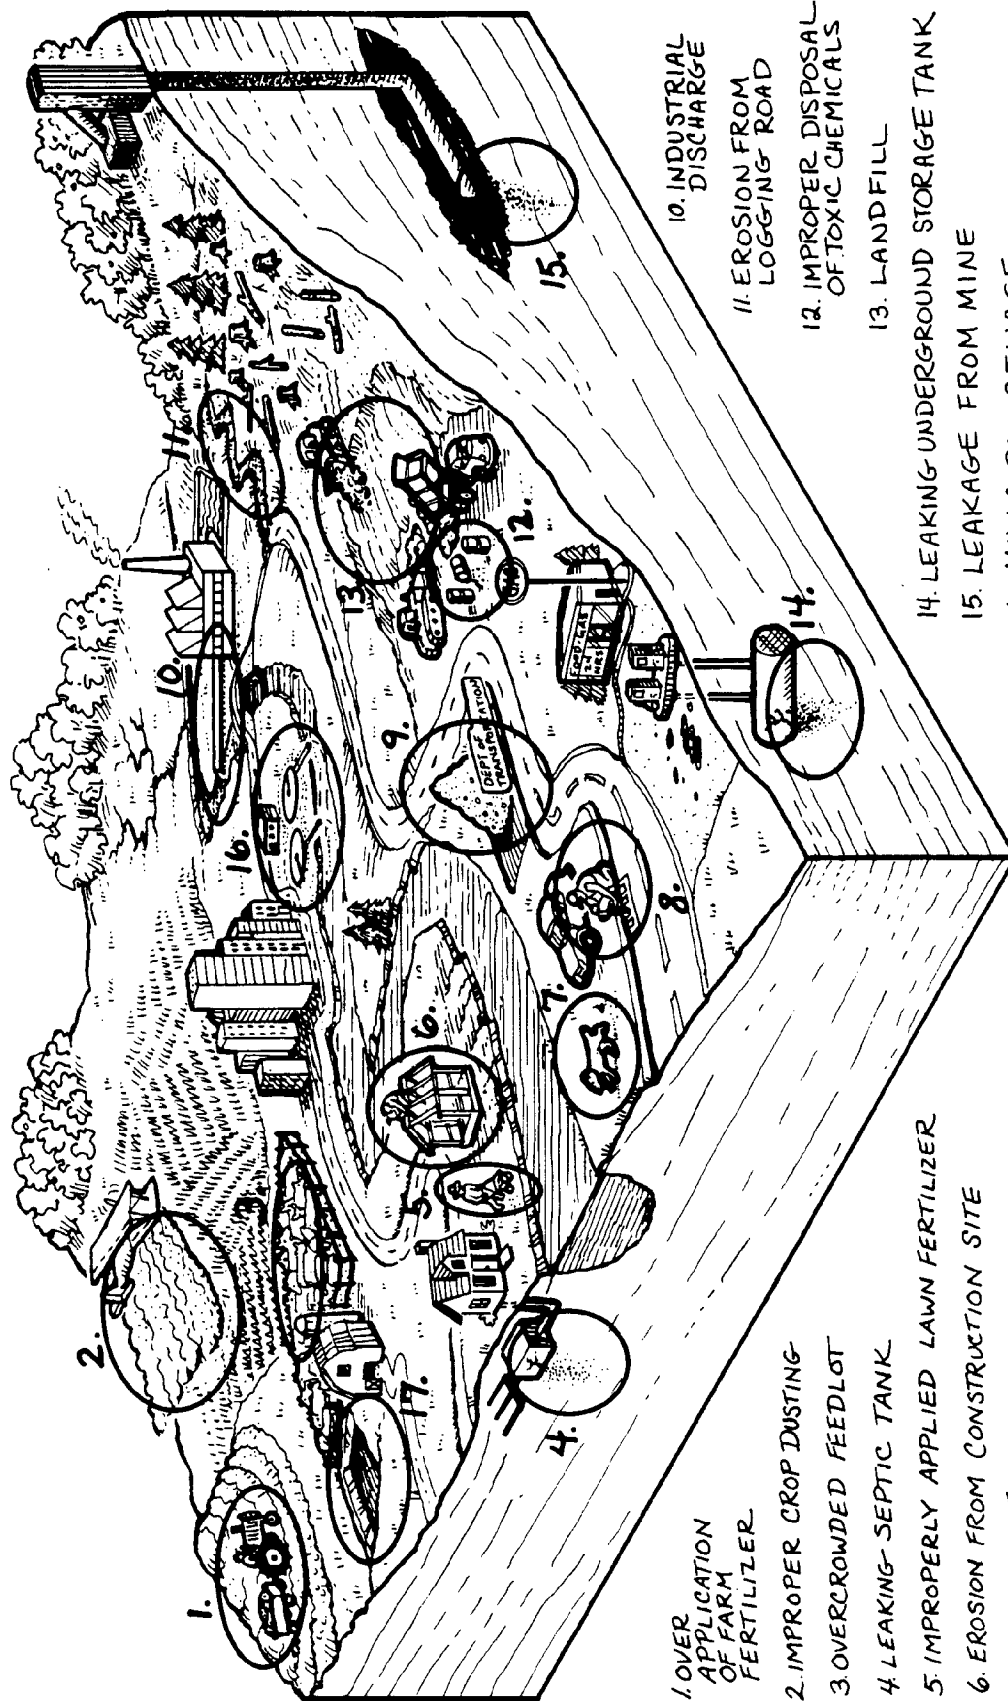 1.
2.
3
4.
5.
6.
7.
8.
9.
10.
11.
12.
13.
14.
15.
16.
17.
DEPT OF
TRANSPORTATION
GAS
24
HRS
1. OVER
APPLICATION
OF FARM
FERTILIZER
2. IMPROPER CROP DUSTING
3. OVERCROWDED FEEDLOT
4. LEAKING SEPTIC TANK
5. IMPROPERLY APPLIED LAWN FERTILIZER
6. EROSION FROM CONSTRUCTION SITE
10. INDUSTRIAL
DISCHARGE
11. EROSION FROM
LOGGING ROAD
12. IMPROPER DISPOSAL
OF TOXIC CHEMICALS
13. LANDFILL
14. LEAKING UNDERGROUND STORAGE TANK
15. LEAKAGE FROM MINE